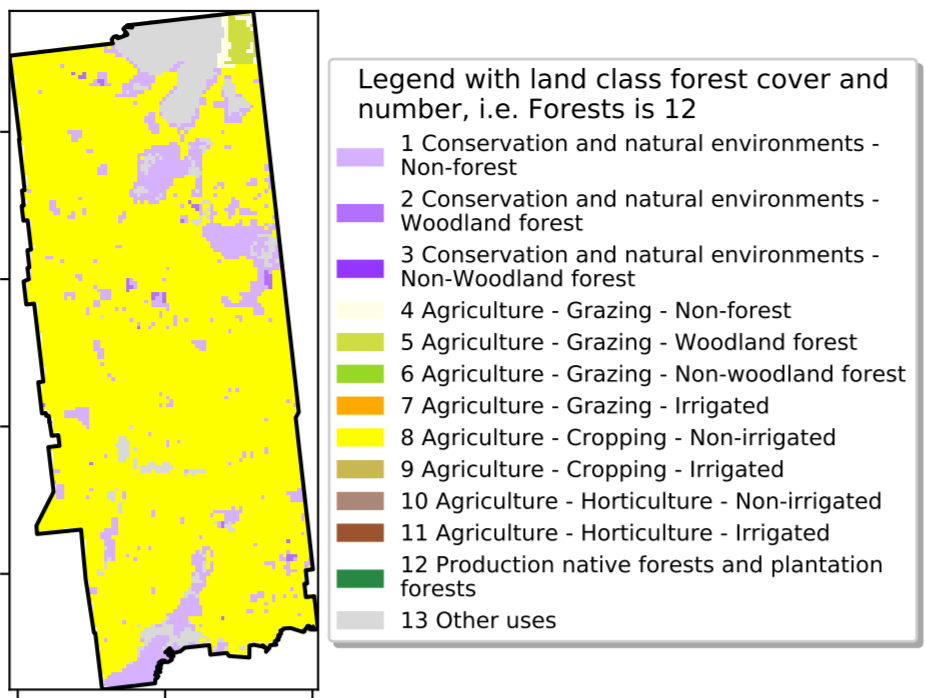 Legend with land class forest cover and
number, i.e. Forests is 12
1 Conservation and natural environments -
Non-forest
2 Conservation and natural environments -
Woodland forest
3 Conservation and natural environments -
Non-Woodland forest
4 Agriculture - Grazing - Non-forest
5 Agriculture - Grazing - Woodland forest
6 Agriculture - Grazing - Non-woodland forest
7 Agriculture - Grazing - Irrigated
8 Agriculture - Cropping - Non-irrigated
9 Agriculture - Cropping - Irrigated
10 Agriculture - Horticulture - Non-irrigated
11 Agriculture - Horticulture - Irrigated
12 Production native forests and plantation
forests
13 Other uses